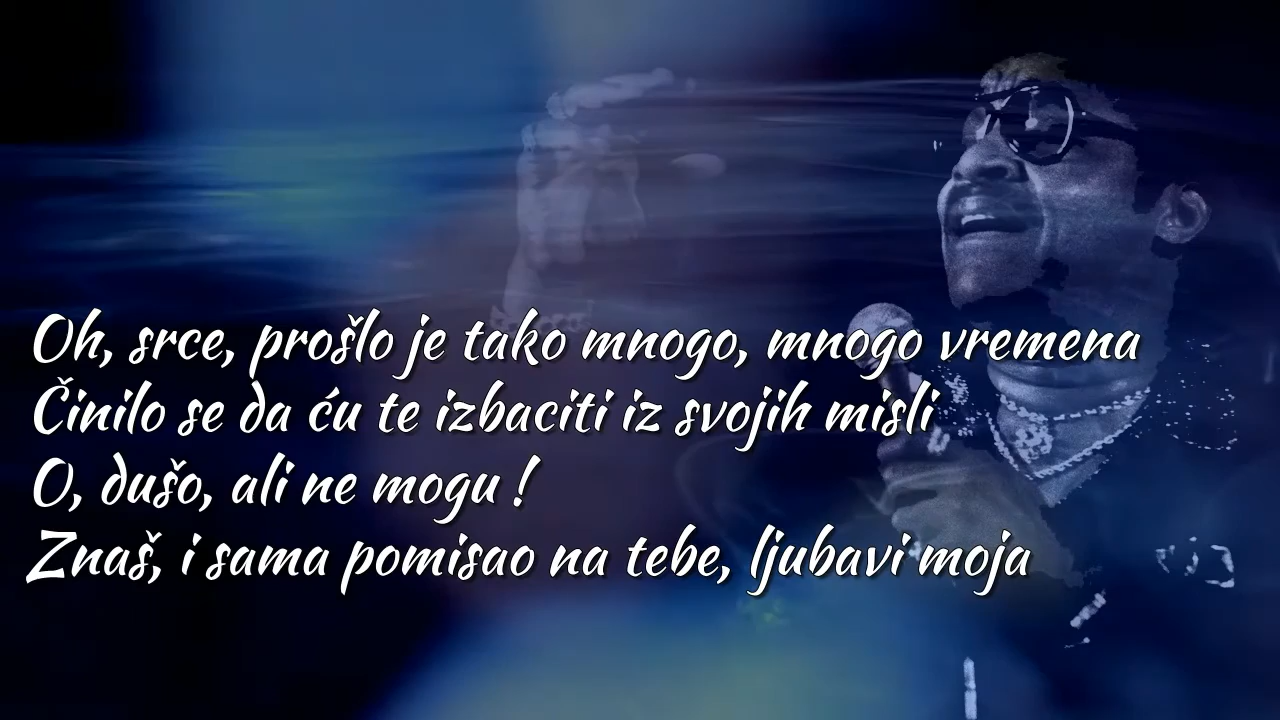 Oh, srce, prošlo je tako mnogo, mnogo vremena
Činilo se da ću te izbaciti iz svojih misli
O, dušo, ali ne mogu !
Znaš, i sama pomisao na tebe, ljubavi moja